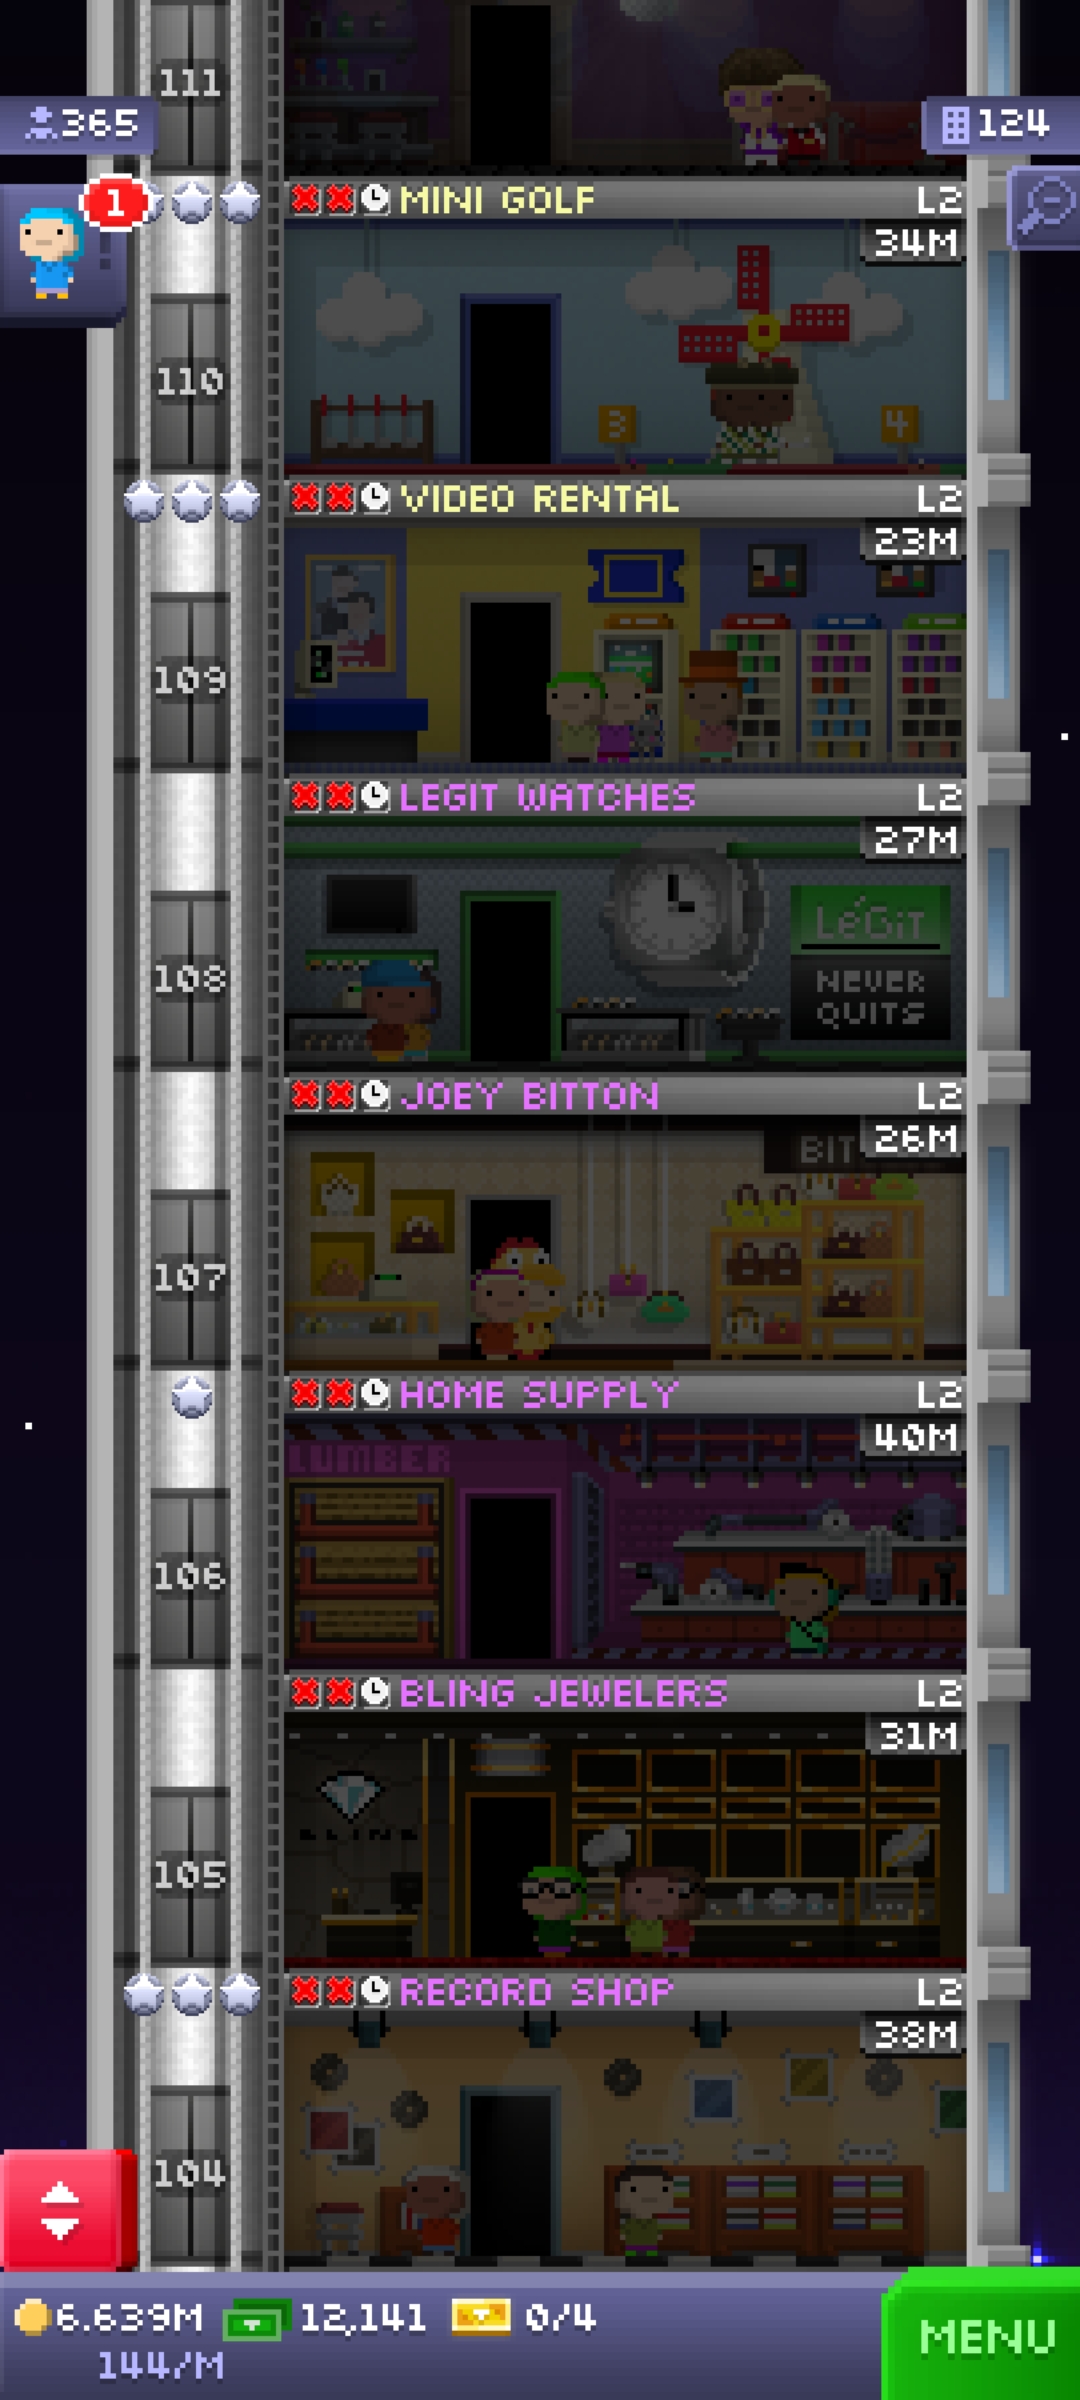 111
365
124
1
MINI GOLF L2
34M
110
3
4
VIDEO RENTAL L2
23M
109
LEGIT WATCHES L2
27M
LéGiT
NEVER
QUITS
108
JOEY BITTON L2
26M
BIT
107
HOME SUPPLY L2
40M
LUMBER
106
BLING JEWELERS L2
31M
BLING
105
RECORD SHOP L2
38M
104
6.639M 12,141 0/4
144/M
MENU